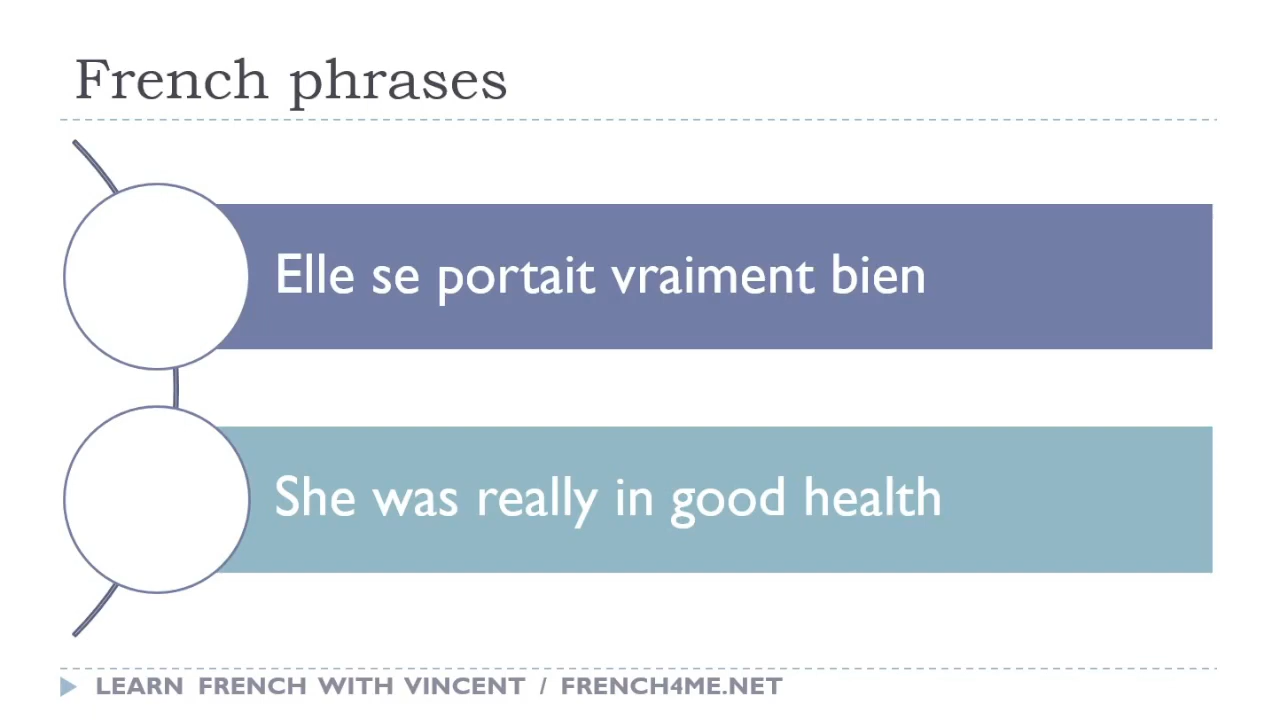 French phrases
Elle se portait vraiment bien
She was really in good health
LEARN FRENCH WITH VINCENT / FRENCH4ME.NET